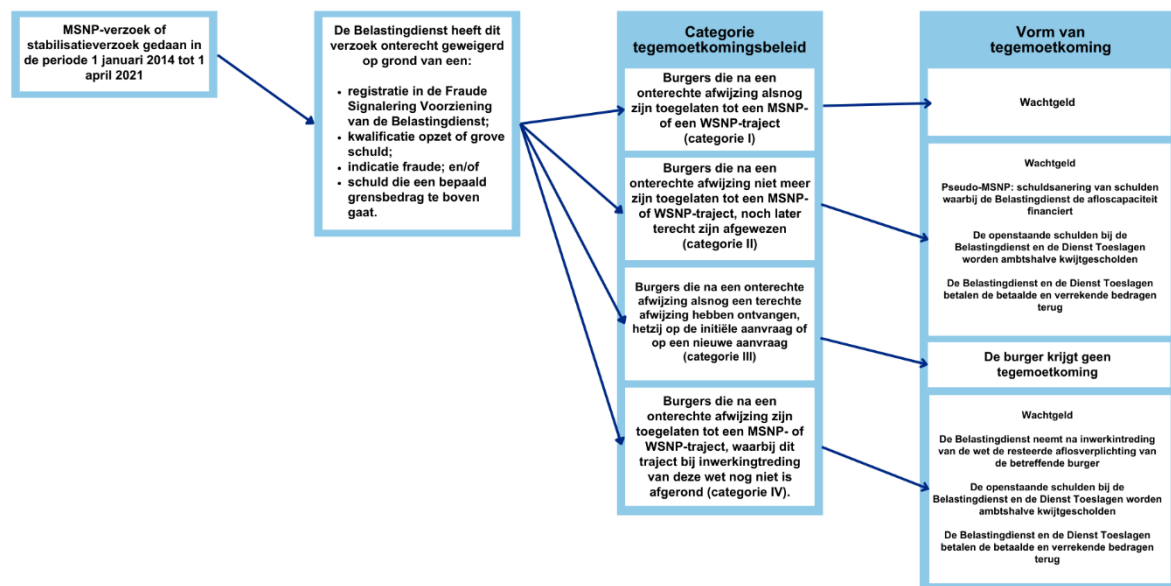 MSNP-verzoek of
stabilisatieverzoek gedaan in
de periode 1 januari 2014 tot 1
april 2021
De Belastingdienst heeft dit
verzoek onterecht geweigerd
op grond van een:
• registratie in de Fraude
Signalering Voorziening
van de Belastingdienst;
• kwalificatie opzet of grove
schuld;
• indicatie fraude; en/of
• schuld die een bepaald
grensbedrag te boven
gaat.
Categorie
tegemoetkomingsbeleid
Burgers die na een
onterechte afwijzing alsnog
zijn toegelaten tot een MSNP-
of een WSNP-traject
(categorie I)
Burgers die na een
onterechte afwijzing niet meer
zijn toegelaten tot een MSNP-
of WSNP-traject, noch later
terecht zijn afgewezen
(categorie II)
Burgers die na een onterechte
afwijzing alsnog een terechte
afwijzing hebben ontvangen,
hetzij op de initiële aanvraag of
op een nieuwe aanvraag
(categorie III)
Burgers die na een
onterechte afwijzing zijn
toegelaten tot een MSNP- of
WSNP-traject, waarbij dit
traject bij inwerkingtreding
van deze wet nog niet is
afgerond (categorie IV).
Vorm van
tegemoetkoming
Wachtgeld
Wachtgeld
Pseudo-MSNP: schuldsanering van schulden
waarbij de Belastingdienst de afloscapaciteit
financiert
De openstaande schulden bij de
Belastingdienst en de Dienst Toeslagen
worden ambtshalve kwijtgescholden
De Belastingdienst en de Dienst Toeslagen
betalen de betaalde en verrekende bedragen
terug
De burger krijgt geen
tegemoetkoming
Wachtgeld
De Belastingdienst neemt na inwerkintreding
van de wet de resteerde aflosverplichting van
de betreffende burger
De openstaande schulden bij de
Belastingdienst en de Dienst Toeslagen worden
ambtshalve kwijtgescholden
De Belastingdienst en de Dienst Toeslagen
betalen de betaalde en verrekende bedragen
terug